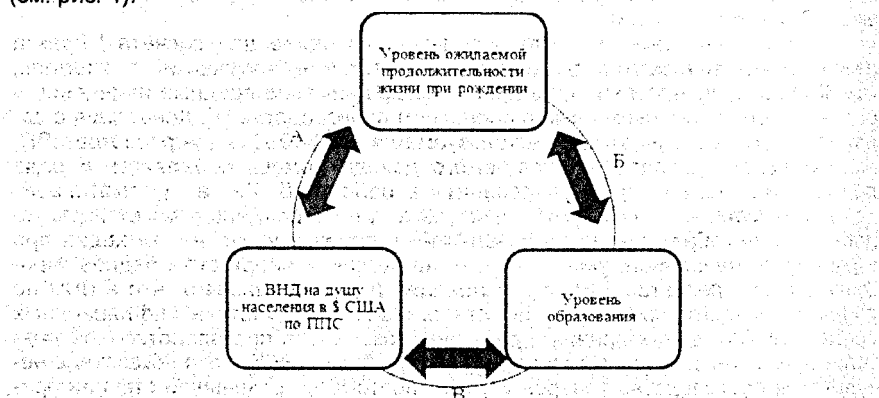 (см. рис. 1).
Уровень ожидаемой
продолжительности
жизни при рождении
А
Б
ВНД на душу
населения в $ США
по ППС
Уровень
образования
В